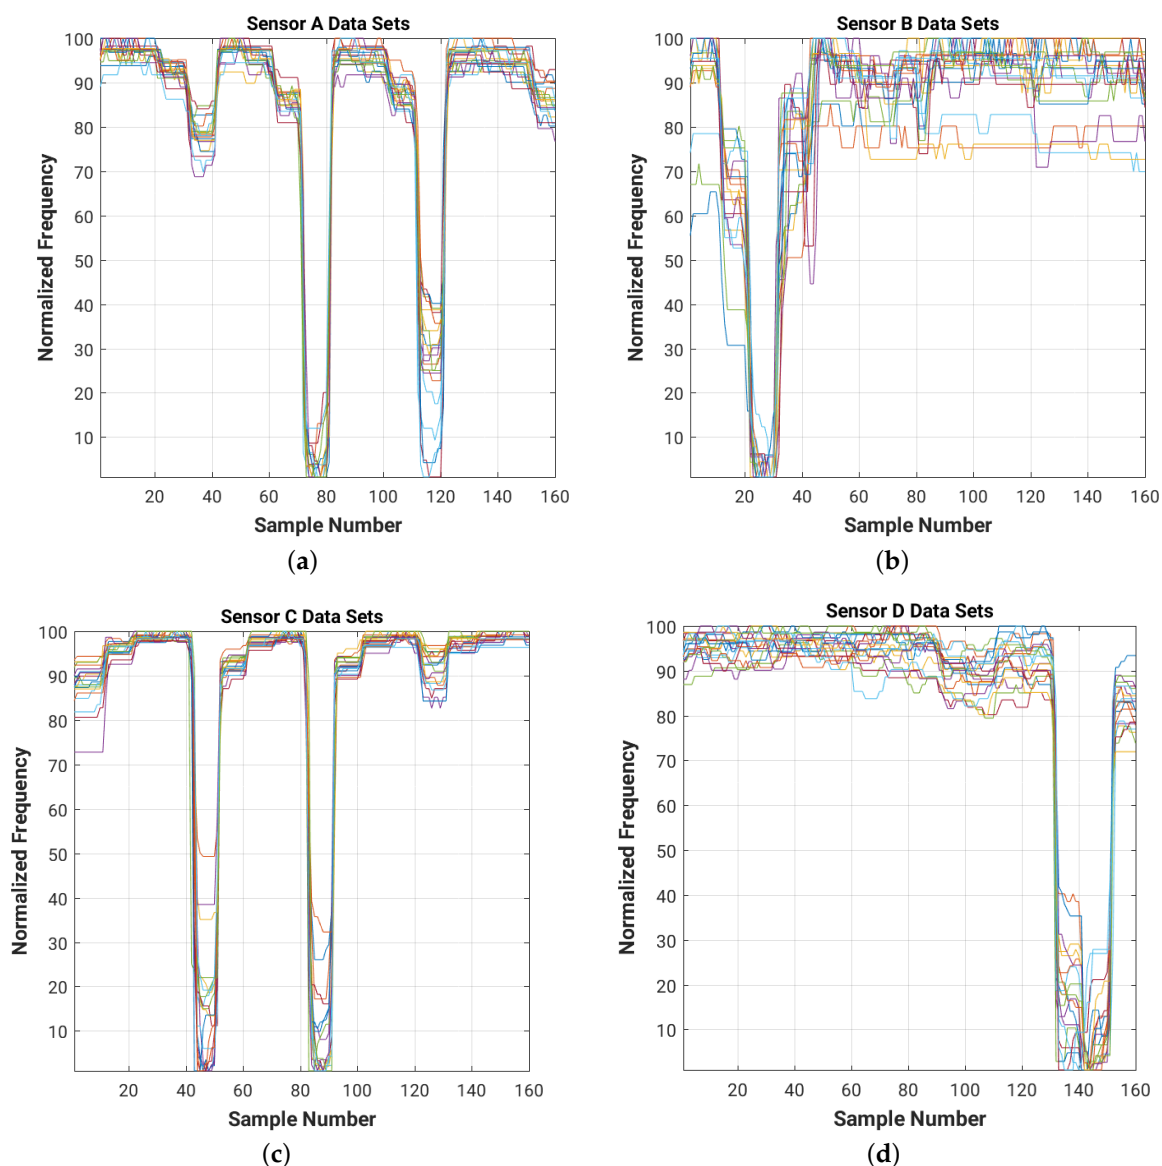 Sensor A Data Sets
100
90
80
70
60
50
40
30
20
10
Normalized Frequency
20 40 60 80 100 120 140 160
Sample Number
(a)
Sensor B Data Sets
100
90
80
70
60
50
40
30
20
10
Normalized Frequency
20 40 60 80 100 120 140 160
Sample Number
(b)
Sensor C Data Sets
100
90
80
70
60
50
40
30
20
10
Normalized Frequency
20 40 60 80 100 120 140 160
Sample Number
(c)
Sensor D Data Sets
100
90
80
70
60
50
40
30
20
10
Normalized Frequency
20 40 60 80 100 120 140 160
Sample Number
(d)